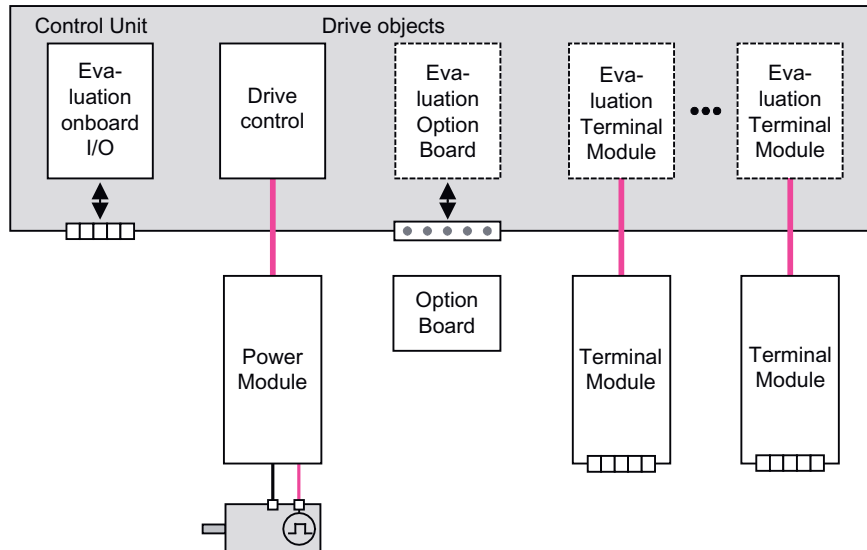 Control Unit
Drive objects
Eva-
luation
onboard
I/O
Drive
control
Eva-
luation
Option
Board
Eva-
luation
Terminal
Module
Eva-
luation
Terminal
Module
Power
Module
Option
Board
Terminal
Module
Terminal
Module